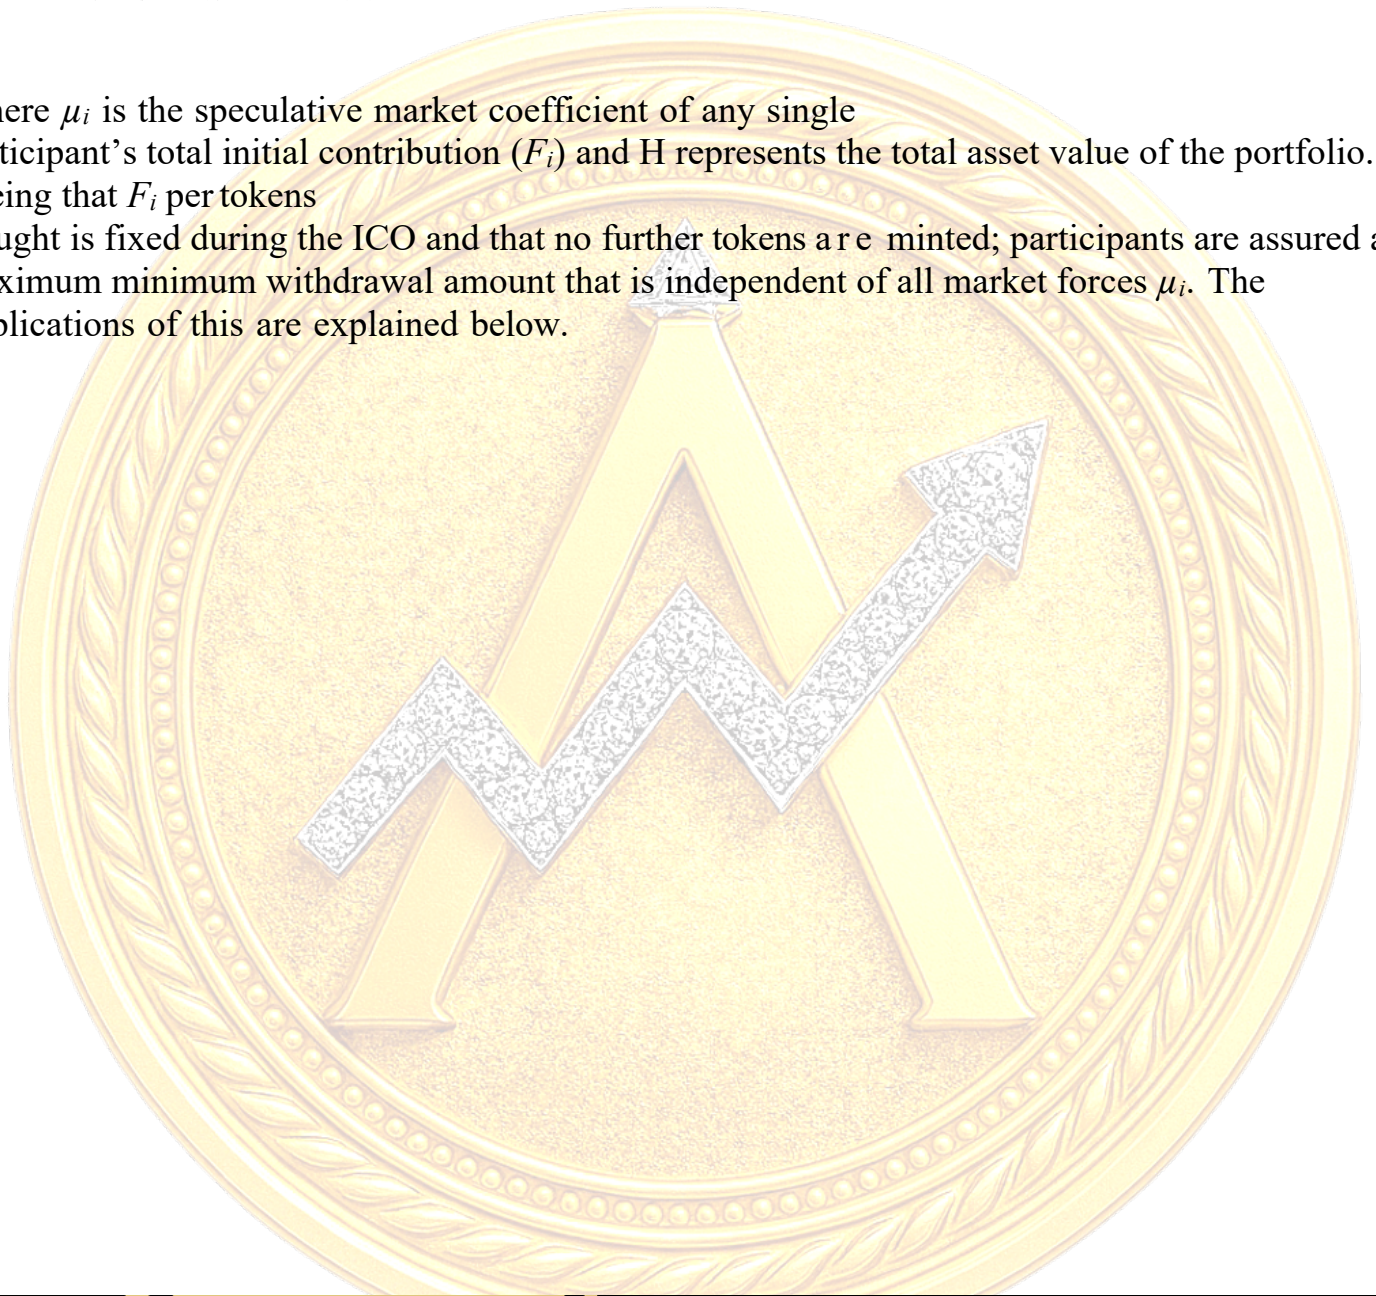 here μi is the speculative market coefficient of any single
ticipant’s total initial contribution (Fi) and H represents the total asset value of the portfolio.
eing that Fi per tokens
ught is fixed during the ICO and that no further tokens are minted; participants are assured a
ximum minimum withdrawal amount that is independent of all market forces μi. The
plications of this are explained below.